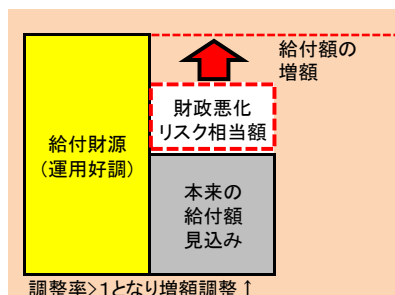 給付額の
増額
財政悪化
リスク相当額
給付財源
(運用好調)
本来の
給付額
見込み
調整率>1となり増額調整↑